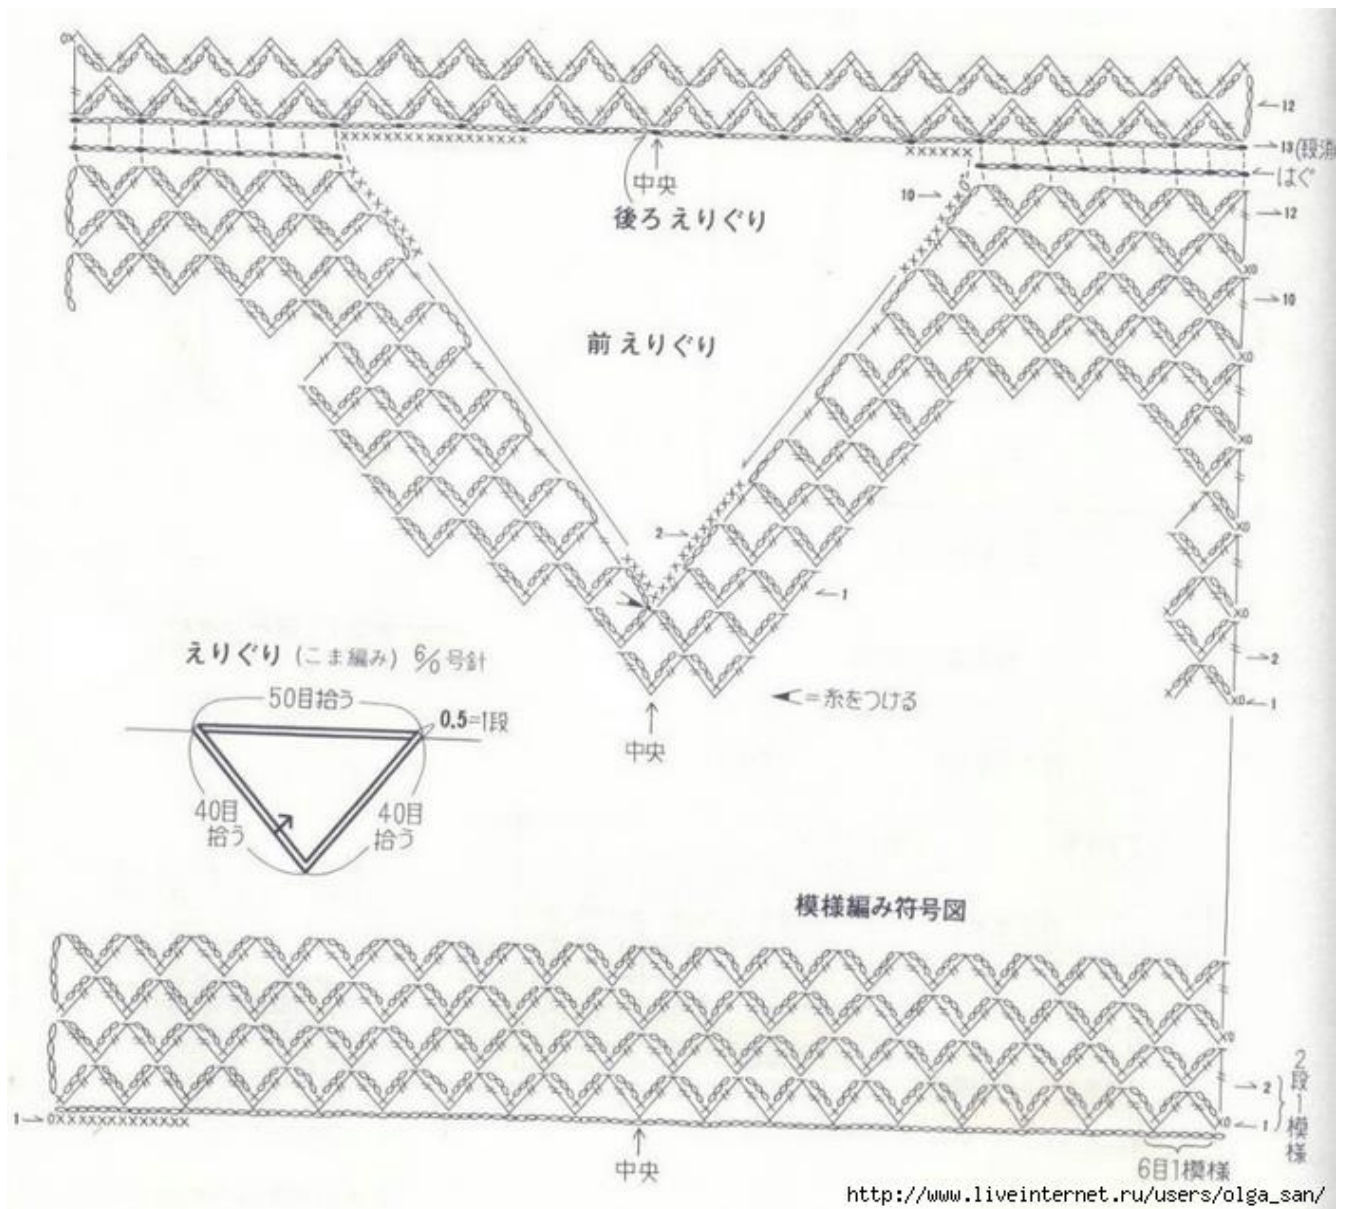 12
13(段消
はぐ
中央
後ろえりぐり
10
12
前えりぐり
10
2
1
えりぐり (こま編み) 6/0号針
50目拾う
0.5=1段
2
=糸をつける
1
中央
40目
拾う
40目
拾う
模様編み符号図
2段1模様
2
1
1
中央
6目1模様
http://www.liveinternet.ru/users/olga_san/